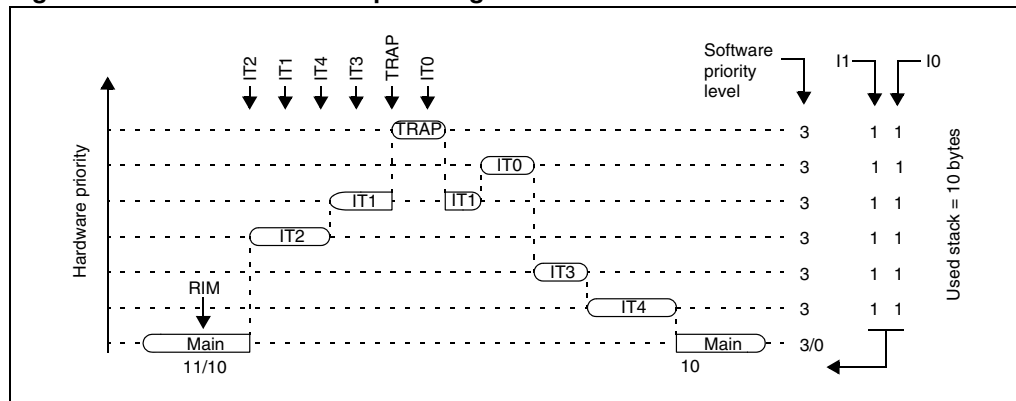 IT2
IT1
IT4
IT3
TRAP
IT0
Software
priority
level
I1
I0
Hardware priority
TRAP
3
1 1
IT0
3
1 1
IT1
IT1
3
1 1
IT2
3
1 1
IT3
3
1 1
RIM
IT4
3
1 1
Main
Main
3/0
11/10
10
Used stack = 10 bytes